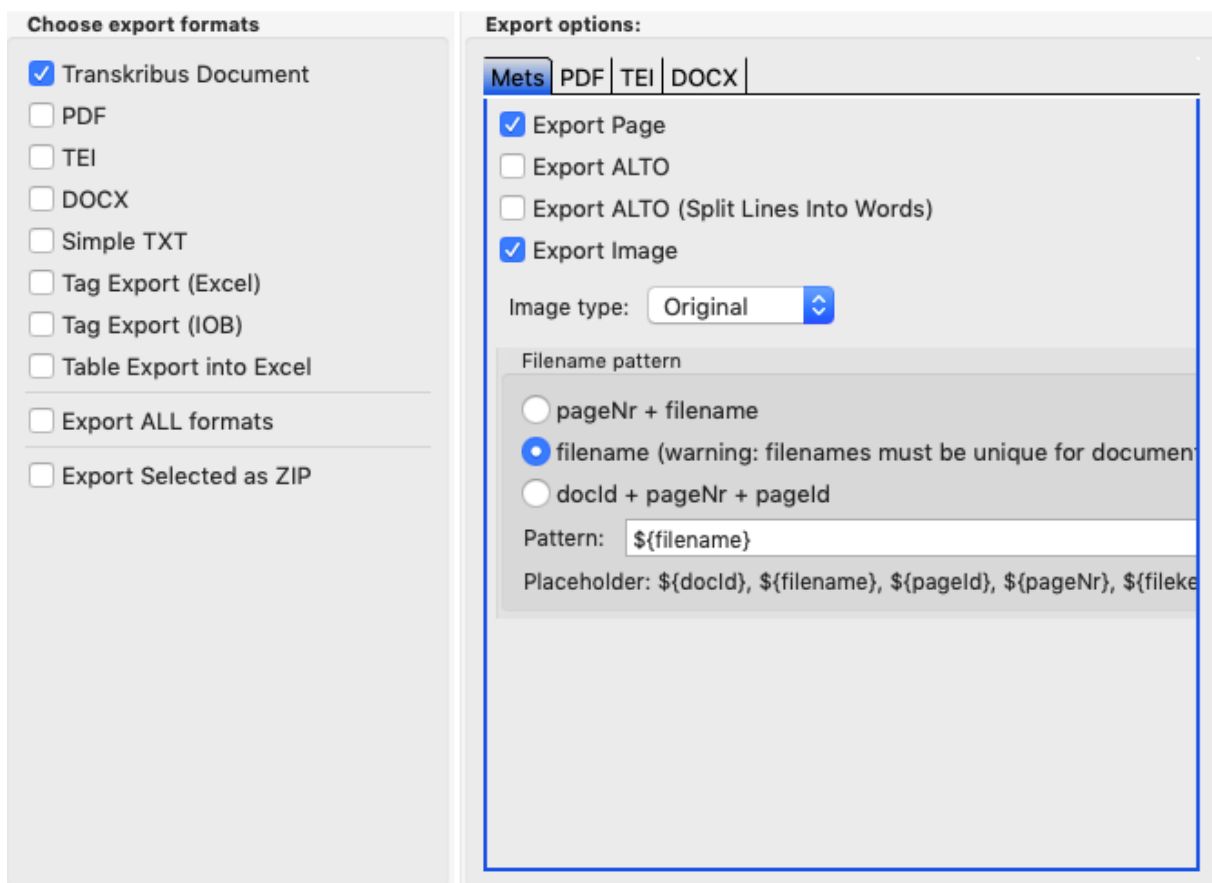 Choose export formats
Transkribus Document
PDF
TEI
DOCX
Simple TXT
Tag Export (Excel)
Tag Export (IOB)
Table Export into Excel
Export ALL formats
Export Selected as ZIP
Export options:
Mets PDF TEI DOCX
Export Page
Export ALTO
Export ALTO (Split Lines Into Words)
Export Image
Image type: Original
Filename pattern
pageNr + filename
filename (warning: filenames must be unique for document
docId + pageNr + pageId
Pattern: ${filename}
Placeholder: ${docId}, ${filename}, ${pageId}, ${pageNr}, ${fileke